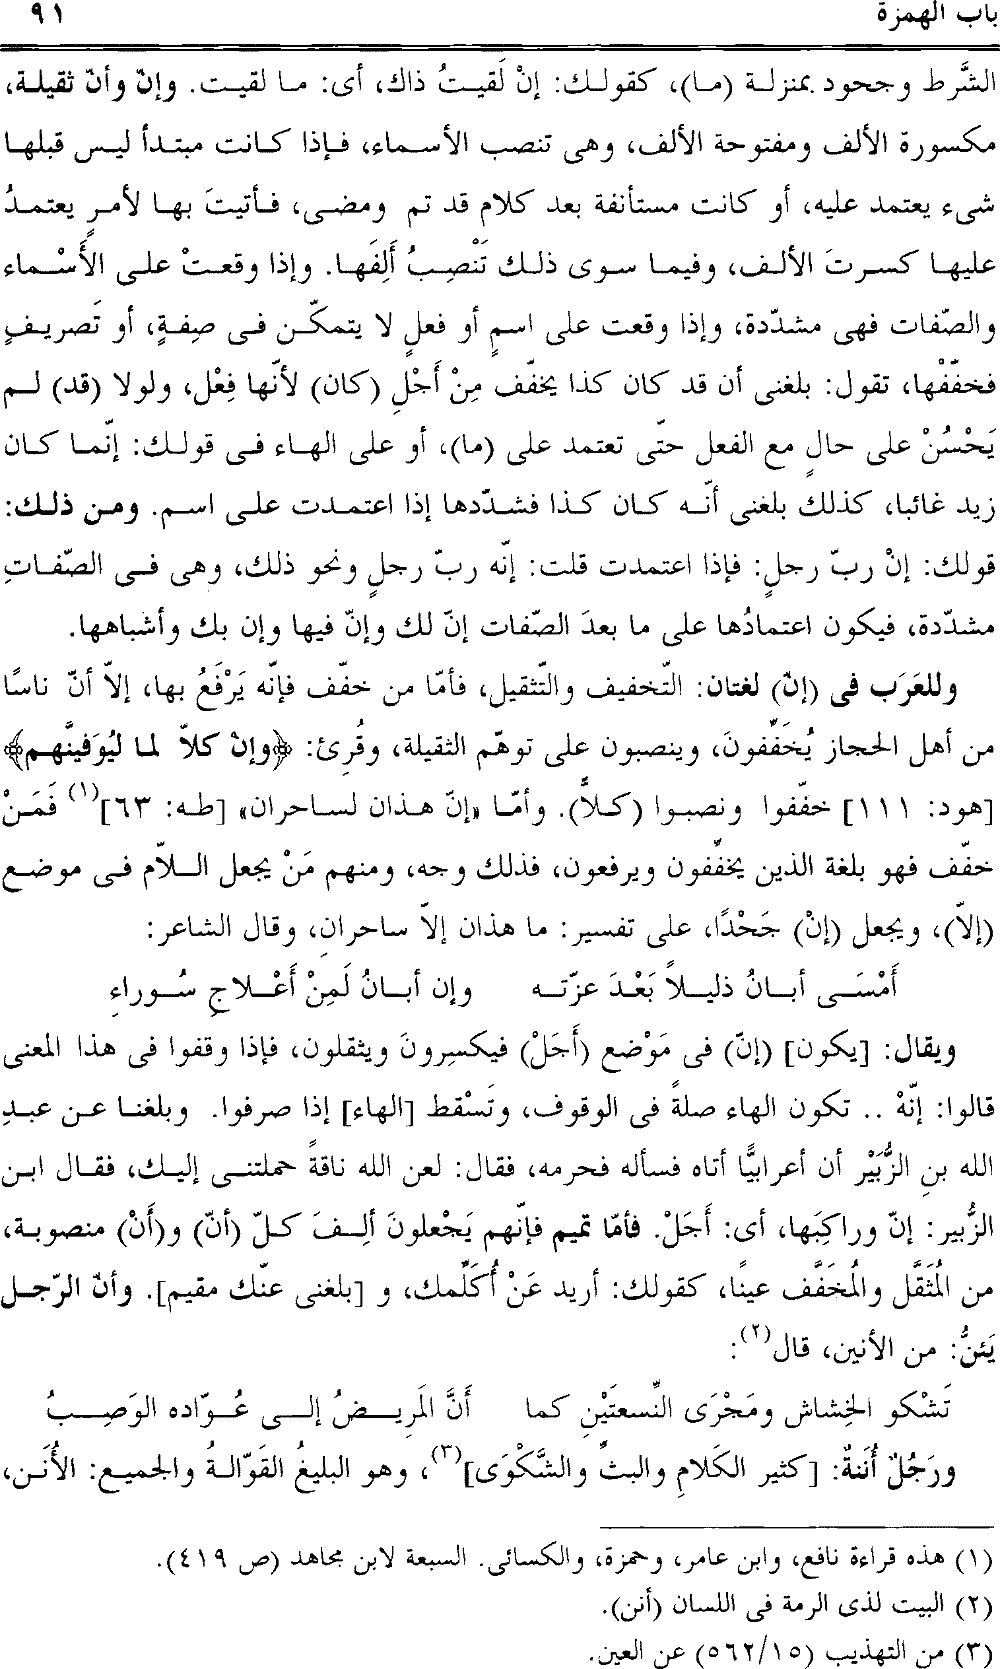 باب الهمزة ٩١
الشَّرط وجحود بمنزلة (ما)، كقولك: إنْ لَقيتُ ذاك، أى: ما لقيت. وإنّ وأنّ ثقيلة،
مكسورة الألف ومفتوحة الألف، وهى تنصب الأسماء، فإذا كانت مبتدأ ليس قبلها
شىء يعتمد عليه، أو كانت مستأنفة بعد كلام قد تم ومضى، فأتيتَ بها لأمرٍ يعتمدُ
عليها كسرتَ الألف، وفيما سوى ذلك تَنْصِبُ أَلِفَها. وإذا وقعتْ على الأَسْماء
والصّفات فهى مشدّدة، وإذا وقعت على اسمٍ أو فعلٍ لا يتمكّن فى صِفةٍ، أو تَصريفٍ
فخفّفْها، تقول: بلغنى أن قد كان كذا يخفّف مِنْ أَجْلِ (كان) لأنّها فِعْل، ولولا (قد) لم
يَحْسُنْ على حالٍ مع الفعل حتّى تعتمد على (ما)، أو على الهاء فى قولك: إنّما كان
زيد غائبا، كذلك بلغنى أنّه كان كذا فشدّدها إذا اعتمدت على اسم. ومن ذلك:
قولك: إنْ ربّ رجلٍ: فإذا اعتمدت قلت: إنّه ربّ رجلٍ ونحو ذلك، وهى فى الصّفاتِ
مشدّدة، فيكون اعتمادُها على ما بعدَ الصّفات إنّ لك وإنّ فيها وإن بك وأشباهها.
وللعَرَب فى (إنّ) لغتان: التّخفيف والتّثقيل، فأمّا من خفّف فإنّه يَرْفَعُ بها، إلاّ أنّ ناسًا
من أهل الحجاز يُخَفِّفونَ، وينصبون على توهّم الثقيلة، وقُرِئ: ﴿وإنْ كلاّ لما ليُوَفينَّهم﴾
[هود: ١١١] خفّفوا ونصبوا (كلاًّ). وأمّا «إنّ هذان لساحران» [طه: ٦٣](١) فَمَنْ
خفّف فهو بلغة الذين يخفّفون ويرفعون، فذلك وجه، ومنهم مَنْ يجعل اللاّم فى موضع
(إلاّ)، ويجعل (إنْ) جَحْدًا، على تفسير: ما هذان إلاّ ساحرانِ، وقال الشاعر:
أَمْسَى أبانُ ذليلاً بَعْدَ عزّته وإن أبانُ لَمِنْ أَعْلاجِ سُوراءِ
ويقال: [يكون] (إنّ) فى مَوْضع (أَجَلْ) فيكسِرونَ ويثقلون، فإذا وقفوا فى هذا المعنى
قالوا: إنّهْ .. تكون الهاء صلةً فى الوقوف، وتَسْقط [الهاء] إذا صرفوا. وبلغنا عن عبدِ
الله بنِ الزُّبَيْر أن أعرابيًّا أتاه فسأله فحرمه، فقال: لعن الله ناقةً حملتنى إليك، فقال ابن
الزُّبير: إنّ وراكِبَها، أى: أَجَلْ. فأمّا تميم فإنّهم يَجْعلونَ ألِفَ كلّ (أنّ) و(أَنْ) منصوبة،
من المُثَقَّل والمُخَفَّف عينًا، كقولك: أريد عَنْ أُكَلِّمك، و [بلغنى عنّك مقيم]. وأنّ الرّجل
يَئنُّ: من الأنين، قال(٢):
تَشْكو الخِشاش ومَجْرَى النِّسعتَيْنِ كما أَنَّ المَرِيضُ إلى عُوّاده الوَصِبُ
ورَجُلٌ أُنَنةٌ: [كثير الكَلامِ والبثِّ والشَّكْوَى](٣)، وهو البليغُ القَوّالةُ والجميع: الأُنَن،
(١) هذه قراءة نافع، وابن عامر، وحمزة، والكسائى. السبعة لابن مجاهد (ص ٤١٩).
(٢) البيت لذى الرمة فى اللسان (أنن).
(٣) من التهذيب (٥٦٢/١٥) عن العين.